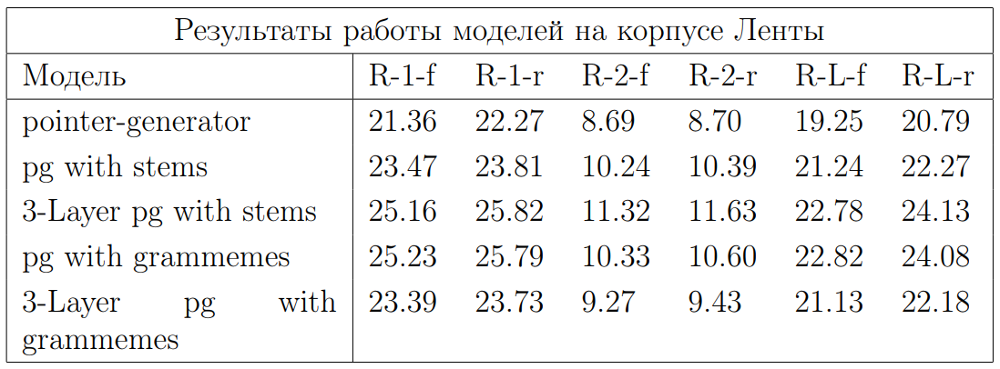 Результаты работы моделей на корпусе Ленты
Модель R-1-f R-1-r R-2-f R-2-r R-L-f R-L-r
pointer-generator 21.36 22.27 8.69 8.70 19.25 20.79
pg with stems 23.47 23.81 10.24 10.39 21.24 22.27
3-Layer pg with stems 25.16 25.82 11.32 11.63 22.78 24.13
pg with grammemes 25.23 25.79 10.33 10.60 22.82 24.08
3-Layer pg with 23.39 23.73 9.27 9.43 21.13 22.18
grammemes